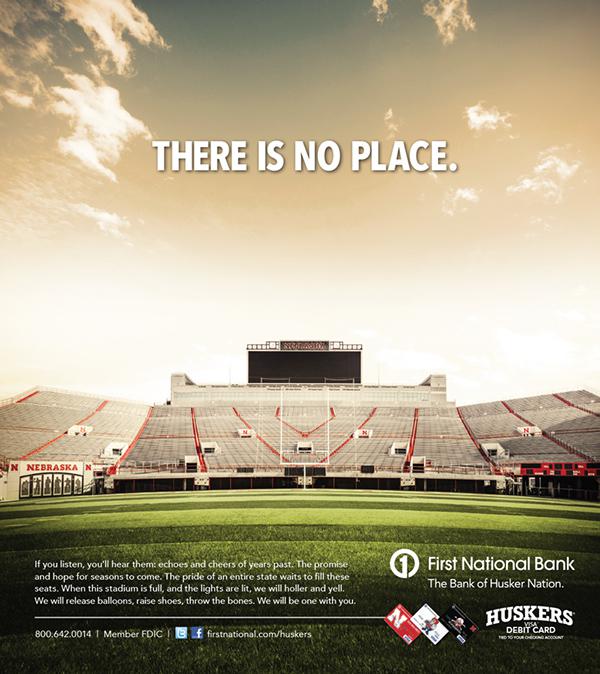 THERE IS NO PLACE.
NEBRASKA
N
N
N
N
N
N NEBRASKA N
If you listen, you'll hear them: echoes and cheers of years past. The promise
and hope for seasons to come. The pride of an entire state waits to fill these
seats. When this stadium is full, and the lights are lit, we will holler and yell.
We will release balloons, raise shoes, throw the bones. We will be one with you.
800.642.0014 | Member FDIC | firstnational.com/huskers
1 First National Bank
The Bank of Husker Nation.
N
HUSKERS
VISA
DEBIT CARD
TIED TO YOUR CHECKING ACCOUNT